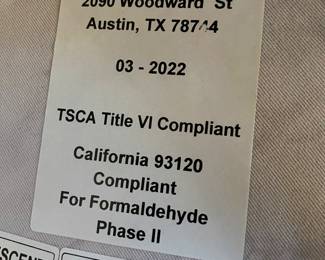 2090 Woodward St
Austin, TX 78744
03 - 2022
TSCA Title VI Compliant
California 93120
Compliant
For Formaldehyde
Phase II